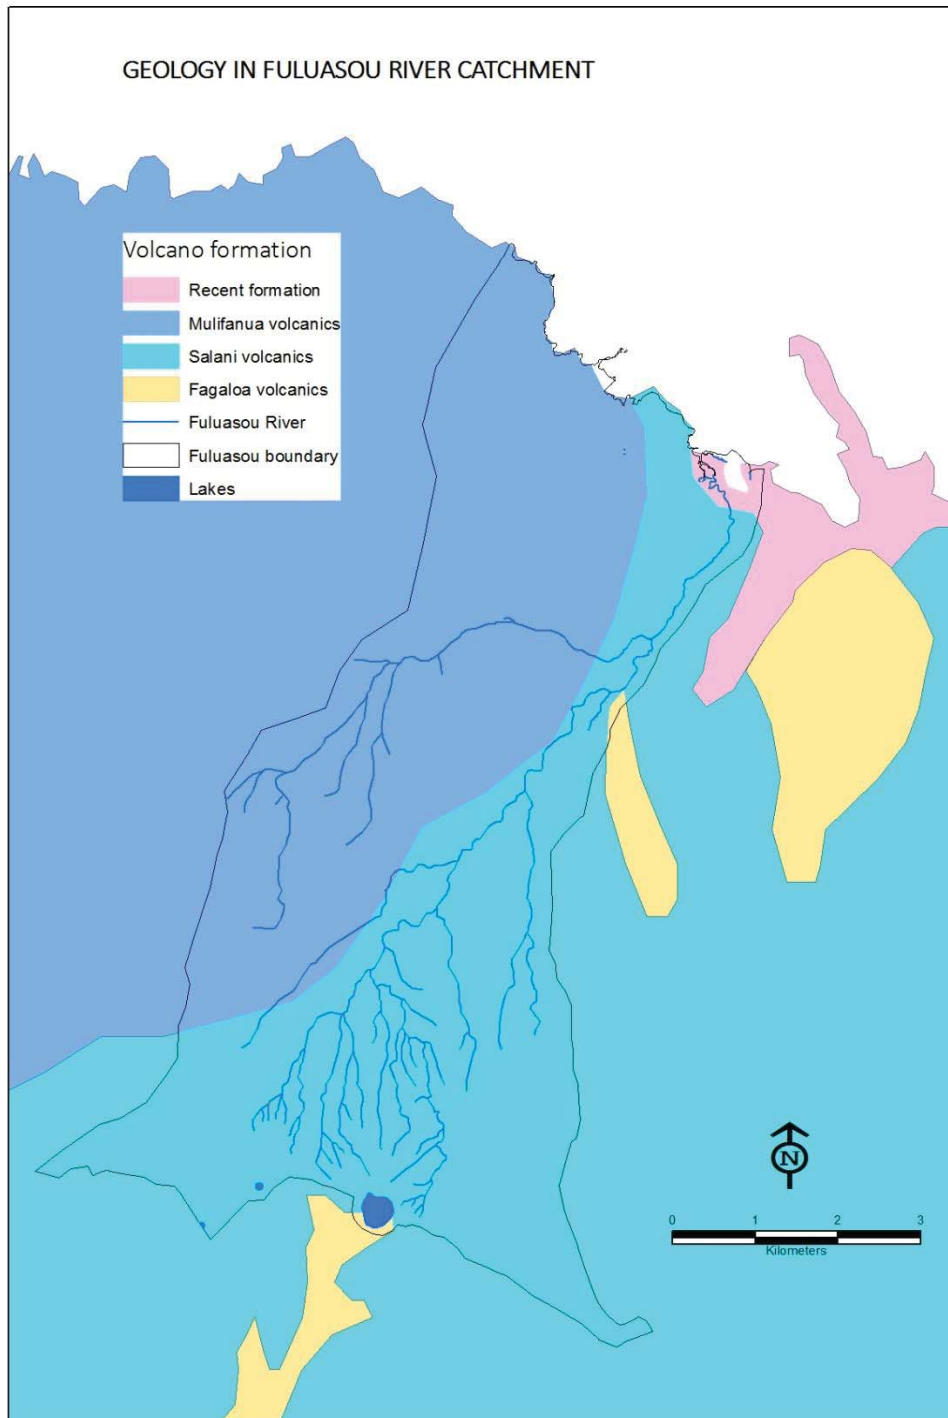 GEOLOGY IN FULUASOU RIVER CATCHMENT
Volcano formation
Recent formation
Mulifanua volcanics
Salani volcanics
Fagaloa volcanics
Fuluasou River
Fuluasou boundary
Lakes
N
0 1 2 3
Kilometers